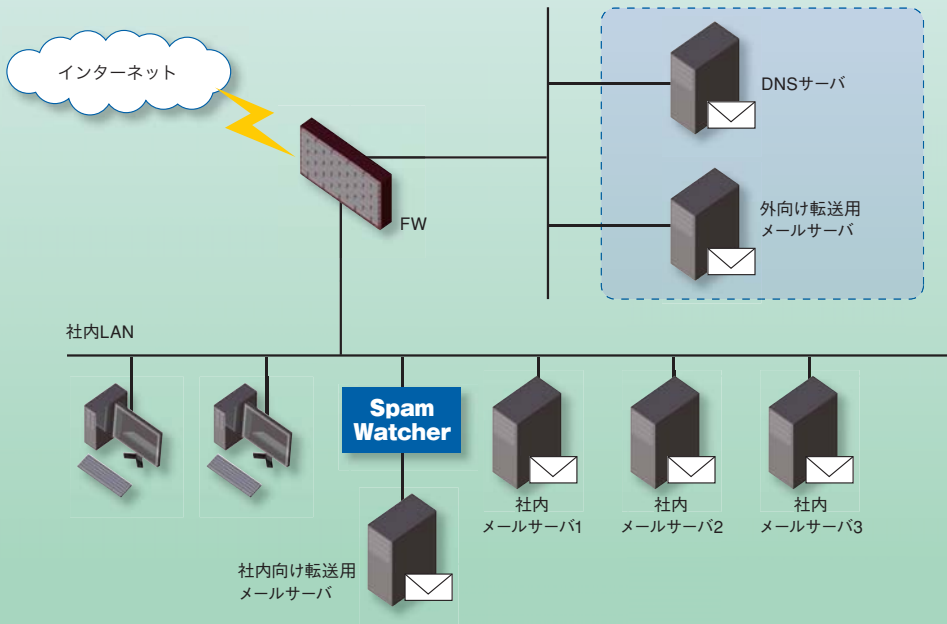 インターネット
DNSサーバ
外向け転送用
メールサーバ
FW
社内LAN
Spam
Watcher
社内
メールサーバ1
社内
メールサーバ2
社内
メールサーバ3
社内向け転送用
メールサーバ